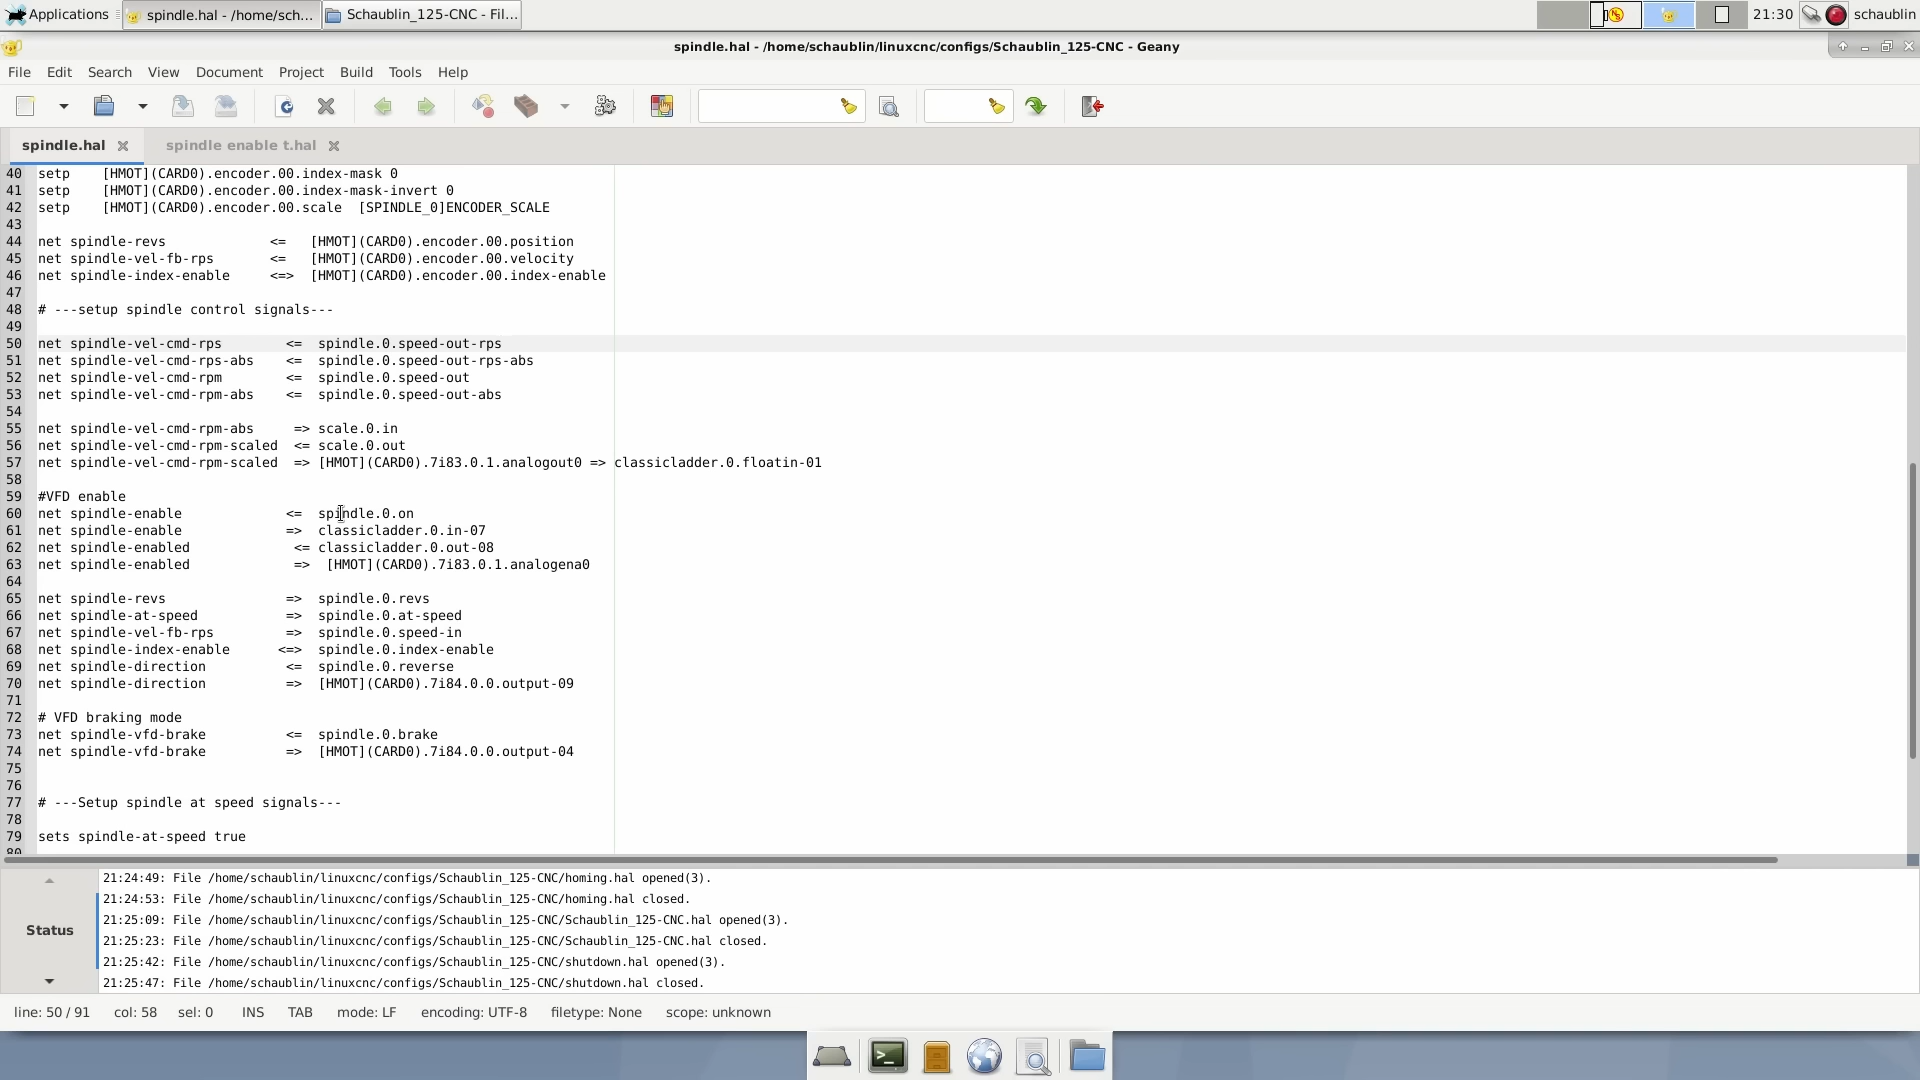 Applications spindle.hal - /home/sch... Schaublin_125-CNC - Fil... 21:30 schaublin
spindle.hal - /home/schaublin/linuxcnc/configs/Schaublin_125-CNC - Geany
File Edit Search View Document Project Build Tools Help
spindle.hal spindle enable t.hal
40 setp [HMOT](CARD0).encoder.00.index-mask 0
41 setp [HMOT](CARD0).encoder.00.index-mask-invert 0
42 setp [HMOT](CARD0).encoder.00.scale [SPINDLE_0]ENCODER_SCALE
43
44 net spindle-revs <= [HMOT](CARD0).encoder.00.position
45 net spindle-vel-fb-rps <= [HMOT](CARD0).encoder.00.velocity
46 net spindle-index-enable <=> [HMOT](CARD0).encoder.00.index-enable
47
48 # ---setup spindle control signals---
49
50 net spindle-vel-cmd-rps <= spindle.0.speed-out-rps
51 net spindle-vel-cmd-rps-abs <= spindle.0.speed-out-rps-abs
52 net spindle-vel-cmd-rpm <= spindle.0.speed-out
53 net spindle-vel-cmd-rpm-abs <= spindle.0.speed-out-abs
54
55 net spindle-vel-cmd-rpm-abs => scale.0.in
56 net spindle-vel-cmd-rpm-scaled <= scale.0.out
57 net spindle-vel-cmd-rpm-scaled => [HMOT](CARD0).7i83.0.1.analogout0 => classicladder.0.floatin-01
58
59 #VFD enable
60 net spindle-enable <= spindle.0.on
61 net spindle-enable => classicladder.0.in-07
62 net spindle-enabled <= classicladder.0.out-08
63 net spindle-enabled => [HMOT](CARD0).7i83.0.1.analogena0
64
65 net spindle-revs => spindle.0.revs
66 net spindle-at-speed => spindle.0.at-speed
67 net spindle-vel-fb-rps => spindle.0.speed-in
68 net spindle-index-enable <=> spindle.0.index-enable
69 net spindle-direction <= spindle.0.reverse
70 net spindle-direction => [HMOT](CARD0).7i84.0.0.output-09
71
72 # VFD braking mode
73 net spindle-vfd-brake <= spindle.0.brake
74 net spindle-vfd-brake => [HMOT](CARD0).7i84.0.0.output-04
75
76
77 # ---Setup spindle at speed signals---
78
79 sets spindle-at-speed true
80
21:24:49: File /home/schaublin/linuxcnc/configs/Schaublin_125-CNC/homing.hal opened(3).
21:24:53: File /home/schaublin/linuxcnc/configs/Schaublin_125-CNC/homing.hal closed.
21:25:09: File /home/schaublin/linuxcnc/configs/Schaublin_125-CNC/Schaublin_125-CNC.hal opened(3).
Status
21:25:23: File /home/schaublin/linuxcnc/configs/Schaublin_125-CNC/Schaublin_125-CNC.hal closed.
21:25:42: File /home/schaublin/linuxcnc/configs/Schaublin_125-CNC/shutdown.hal opened(3).
21:25:47: File /home/schaublin/linuxcnc/configs/Schaublin_125-CNC/shutdown.hal closed.
line: 50 / 91 col: 58 sel: 0 INS TAB mode: LF encoding: UTF-8 filetype: None scope: unknown